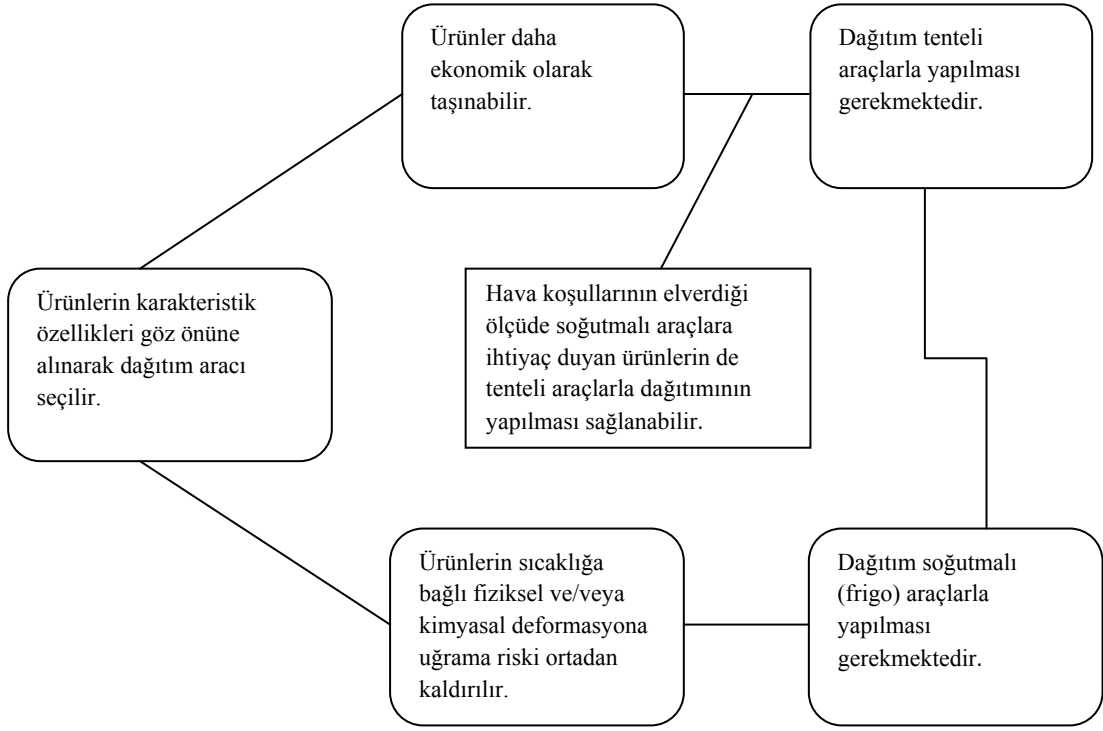 Ürünler daha
ekonomik olarak
taşınabilir.
Dağıtım tenteli
araçlarla yapılması
gerekmektedir.
Ürünlerin karakteristik
özellikleri göz önüne
alınarak dağıtım aracı
seçilir.
Hava koşullarının elverdiği
ölçüde soğutmalı araçlara
ihtiyaç duyan ürünlerin de
tenteli araçlarla dağıtımının
yapılması sağlanabilir.
Ürünlerin sıcaklığa
bağlı fiziksel ve/veya
kimyasal deformasyona
uğrama riski ortadan
kaldırılır.
Dağıtım soğutmalı
(frigo) araçlarla
yapılması
gerekmektedir.